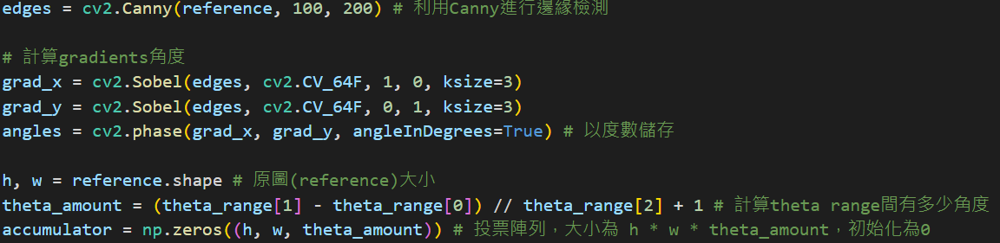 edges = cv2.Canny(reference, 100, 200) # 利用Canny進行邊緣檢測
# 計算gradients角度
grad_x = cv2.Sobel(edges, cv2.CV_64F, 1, 0, ksize=3)
grad_y = cv2.Sobel(edges, cv2.CV_64F, 0, 1, ksize=3)
angles = cv2.phase(grad_x, grad_y, angleInDegrees=True) # 以度數儲存
h, w = reference.shape # 原圖(reference)大小
theta_amount = (theta_range[1] - theta_range[0]) // theta_range[2] + 1 # 計算theta range間有多少角度
accumulator = np.zeros((h, w, theta_amount)) # 投票陣列，大小為 h * w * theta_amount，初始化為0